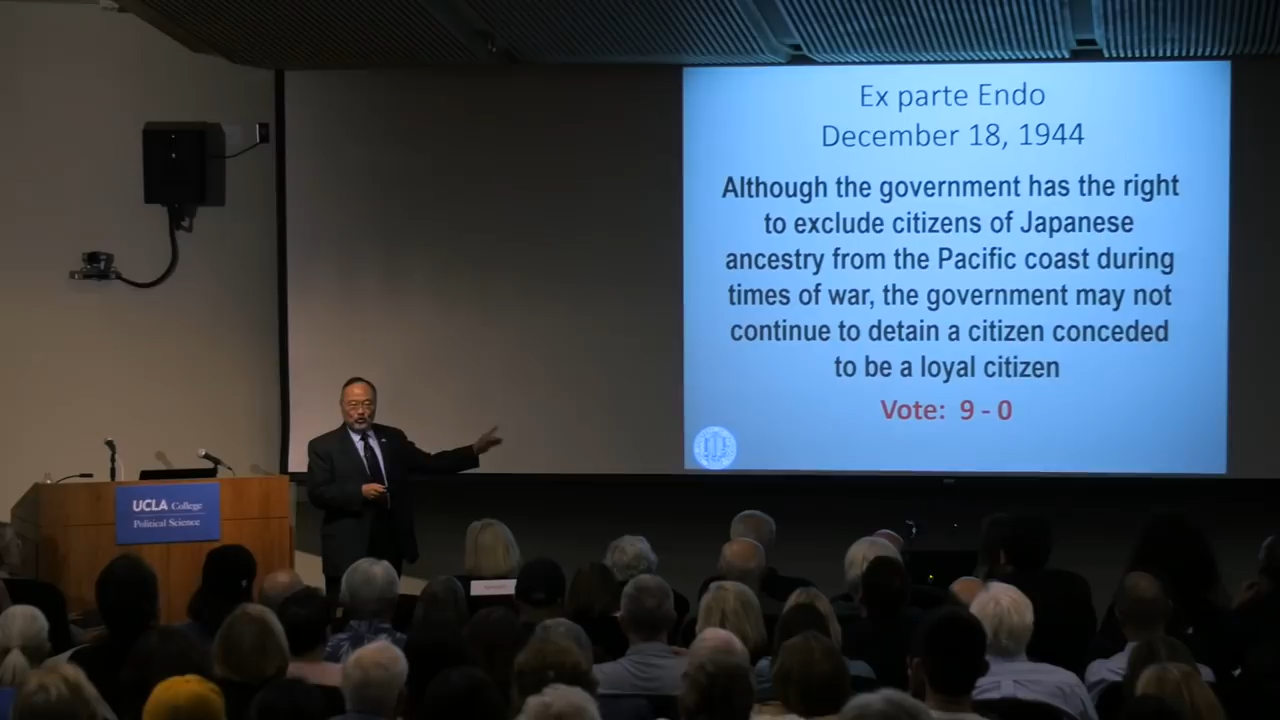 Ex parte Endo
December 18, 1944
Although the government has the right
to exclude citizens of Japanese
ancestry from the Pacific coast during
times of war, the government may not
continue to detain a citizen conceded
to be a loyal citizen
Vote: 9 - 0
UCLA College
Political Science